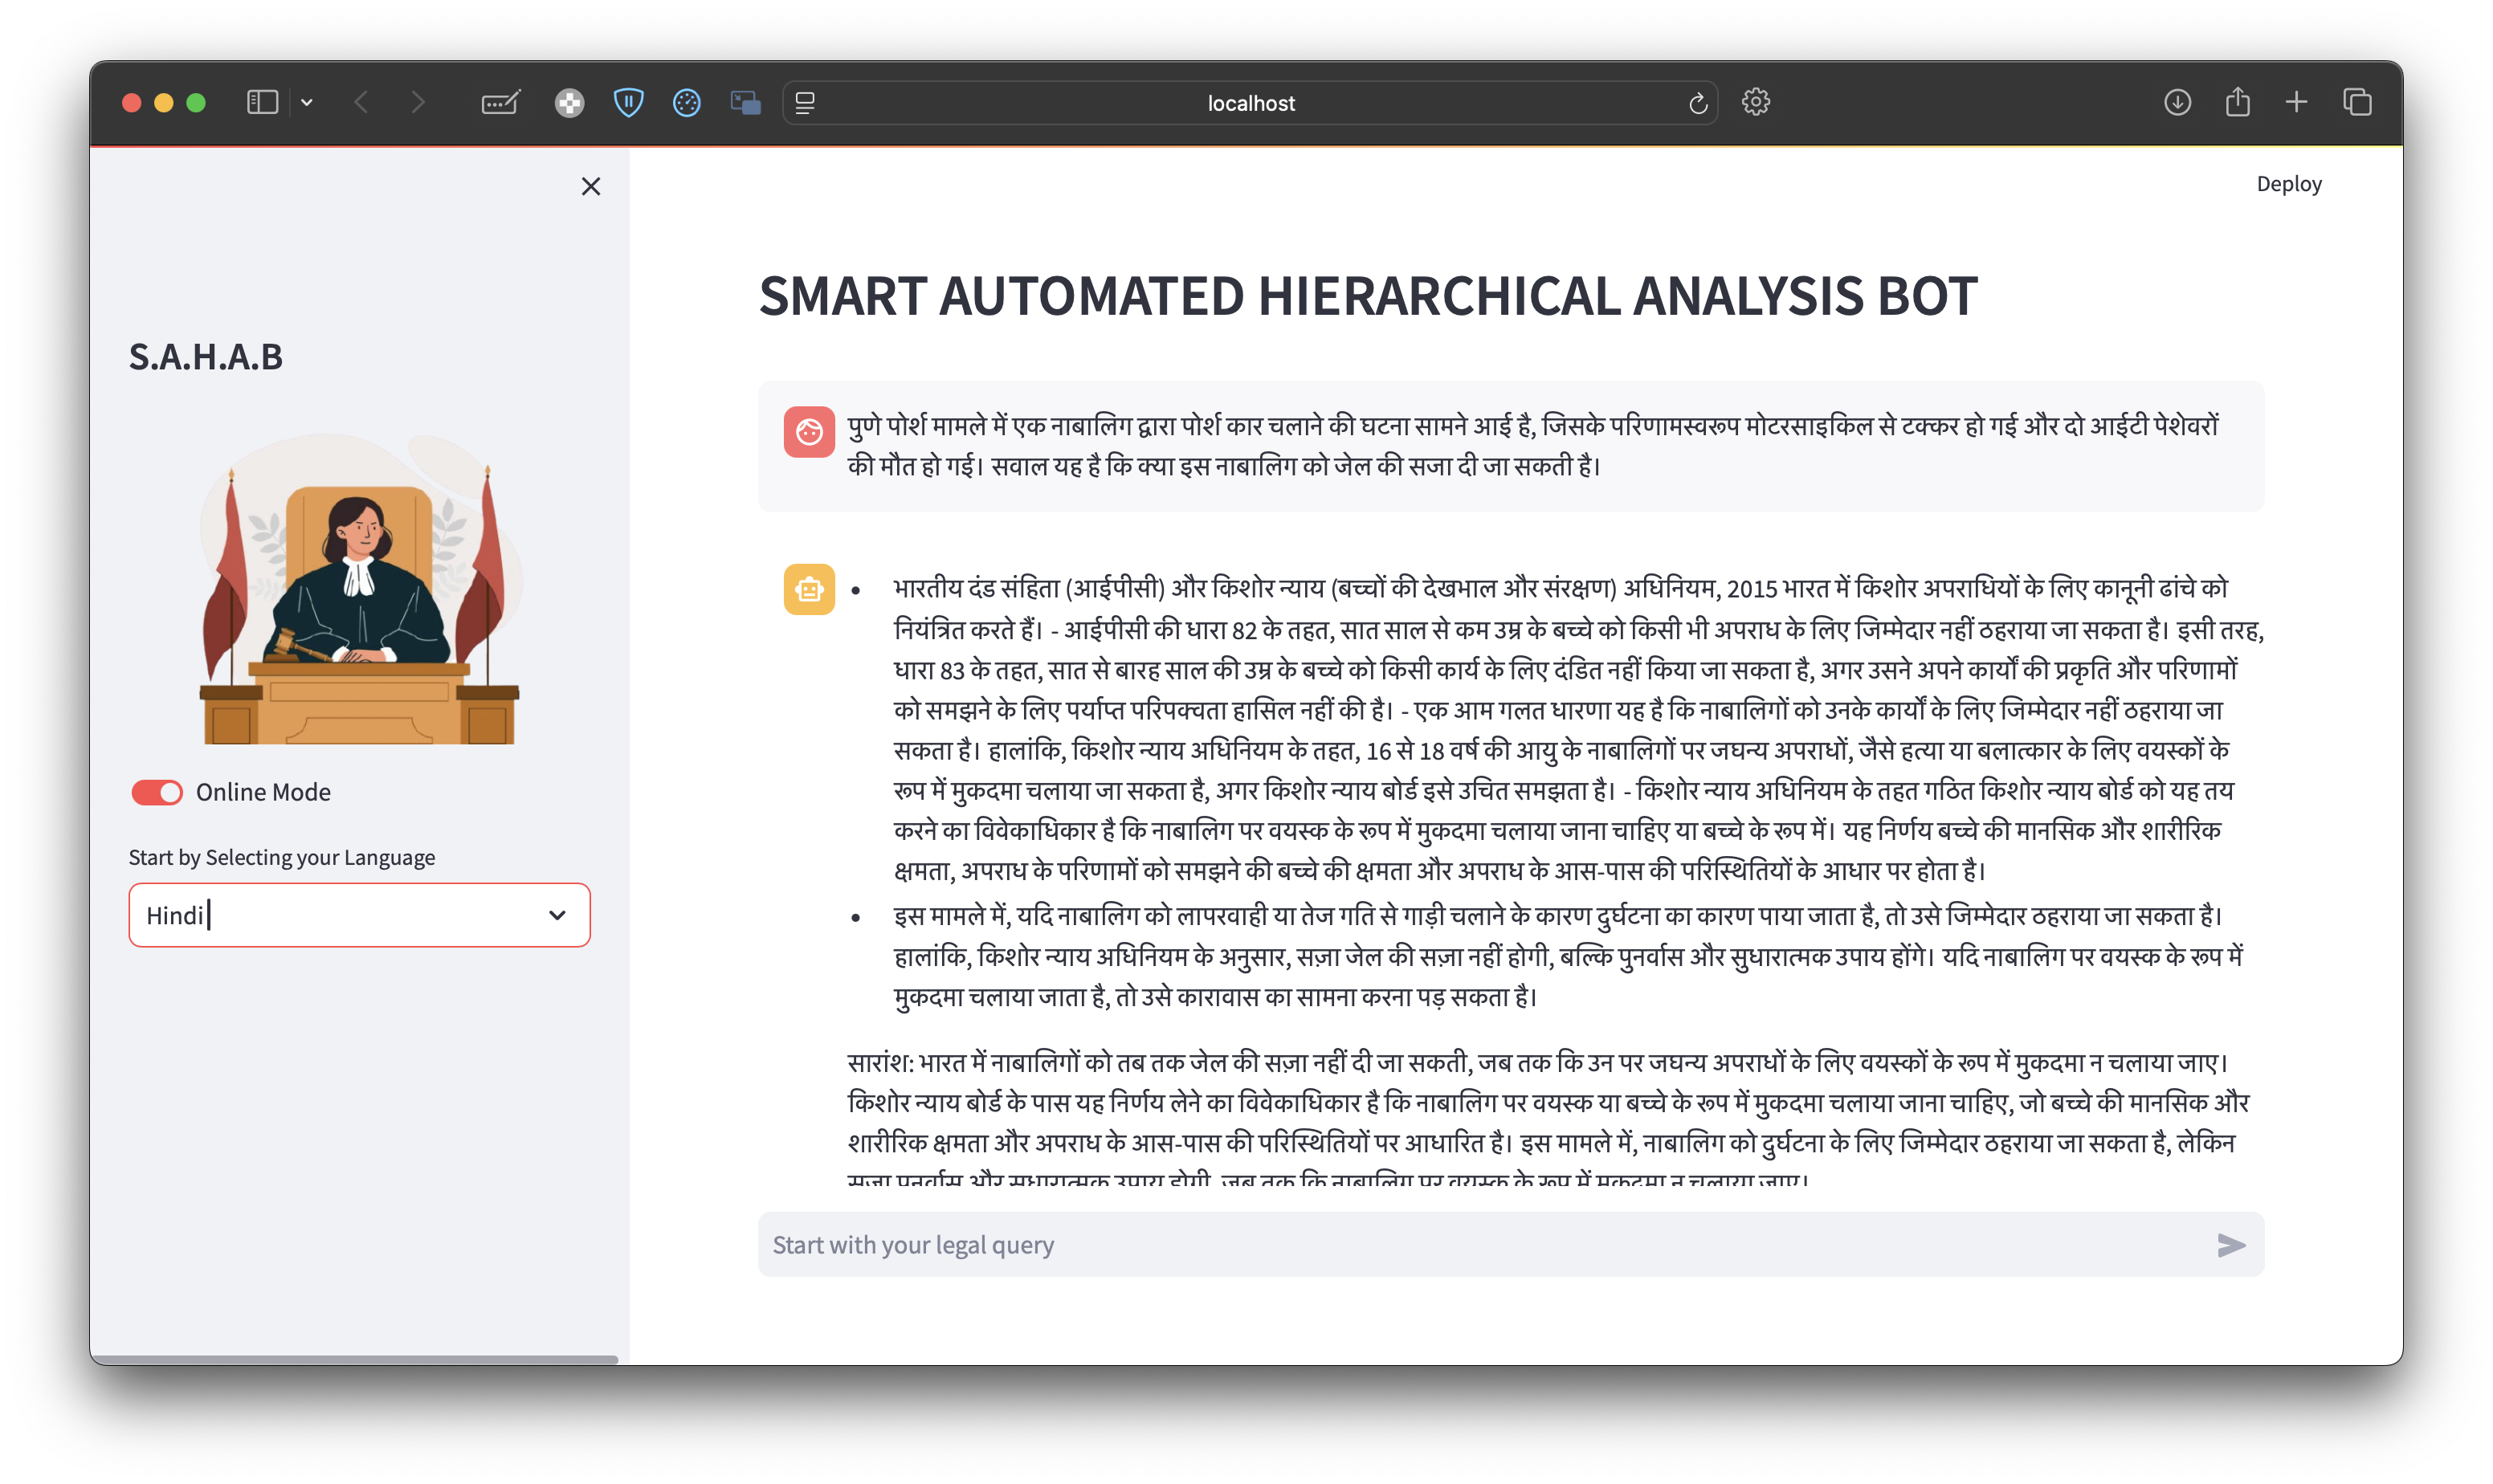 localhost
Deploy
S.A.H.A.B
Online Mode
Start by Selecting your Language
Hindi
SMART AUTOMATED HIERARCHICAL ANALYSIS BOT
पुणे पोर्श मामले में एक नाबालिग द्वारा पोर्श कार चलाने की घटना सामने आई है, जिसके परिणामस्वरूप मोटरसाइकिल से टक्कर हो गई और दो आईटी पेशेवरों
की मौत हो गई। सवाल यह है कि क्या इस नाबालिग को जेल की सजा दी जा सकती है।
• भारतीय दंड संहिता (आईपीसी) और किशोर न्याय (बच्चों की देखभाल और संरक्षण) अधिनियम, 2015 भारत में किशोर अपराधियों के लिए कानूनी ढांचे को
नियंत्रित करते हैं। - आईपीसी की धारा 82 के तहत, सात साल से कम उम्र के बच्चे को किसी भी अपराध के लिए जिम्मेदार नहीं ठहराया जा सकता है। इसी तरह,
धारा 83 के तहत, सात से बारह साल की उम्र के बच्चे को किसी कार्य के लिए दंडित नहीं किया जा सकता है, अगर उसने अपने कार्यों की प्रकृति और परिणामों
को समझने के लिए पर्याप्त परिपक्वता हासिल नहीं की है। - एक आम गलत धारणा यह है कि नाबालिगों को उनके कार्यों के लिए जिम्मेदार नहीं ठहराया जा
सकता है। हालांकि, किशोर न्याय अधिनियम के तहत, 16 से 18 वर्ष की आयु के नाबालिगों पर जघन्य अपराधों, जैसे हत्या या बलात्कार के लिए वयस्कों के
रूप में मुकदमा चलाया जा सकता है, अगर किशोर न्याय बोर्ड इसे उचित समझता है। - किशोर न्याय अधिनियम के तहत गठित किशोर न्याय बोर्ड को यह तय
करने का विवेकाधिकार है कि नाबालिग पर वयस्क के रूप में मुकदमा चलाया जाना चाहिए या बच्चे के रूप में। यह निर्णय बच्चे की मानसिक और शारीरिक
क्षमता, अपराध के परिणामों को समझने की बच्चे की क्षमता और अपराध के आस-पास की परिस्थितियों के आधार पर होता है।
• इस मामले में, यदि नाबालिग को लापरवाही या तेज गति से गाड़ी चलाने के कारण दुर्घटना का कारण पाया जाता है, तो उसे जिम्मेदार ठहराया जा सकता है।
हालांकि, किशोर न्याय अधिनियम के अनुसार, सज़ा जेल की सज़ा नहीं होगी, बल्कि पुनर्वास और सुधारात्मक उपाय होंगे। यदि नाबालिग पर वयस्क के रूप में
मुकदमा चलाया जाता है, तो उसे कारावास का सामना करना पड़ सकता है।
सारांश: भारत में नाबालिगों को तब तक जेल की सज़ा नहीं दी जा सकती, जब तक कि उन पर जघन्य अपराधों के लिए वयस्कों के रूप में मुकदमा न चलाया जाए।
किशोर न्याय बोर्ड के पास यह निर्णय लेने का विवेकाधिकार है कि नाबालिग पर वयस्क या बच्चे के रूप में मुकदमा चलाया जाना चाहिए, जो बच्चे की मानसिक और
शारीरिक क्षमता और अपराध के आस-पास की परिस्थितियों पर आधारित है। इस मामले में, नाबालिग को दुर्घटना के लिए जिम्मेदार ठहराया जा सकता है, लेकिन
सज़ा पुनर्वास और सुधारात्मक उपाय होगी, जब तक कि नाबालिग पर वयस्क के रूप में मुकदमा न चलाया जाए।
Start with your legal query